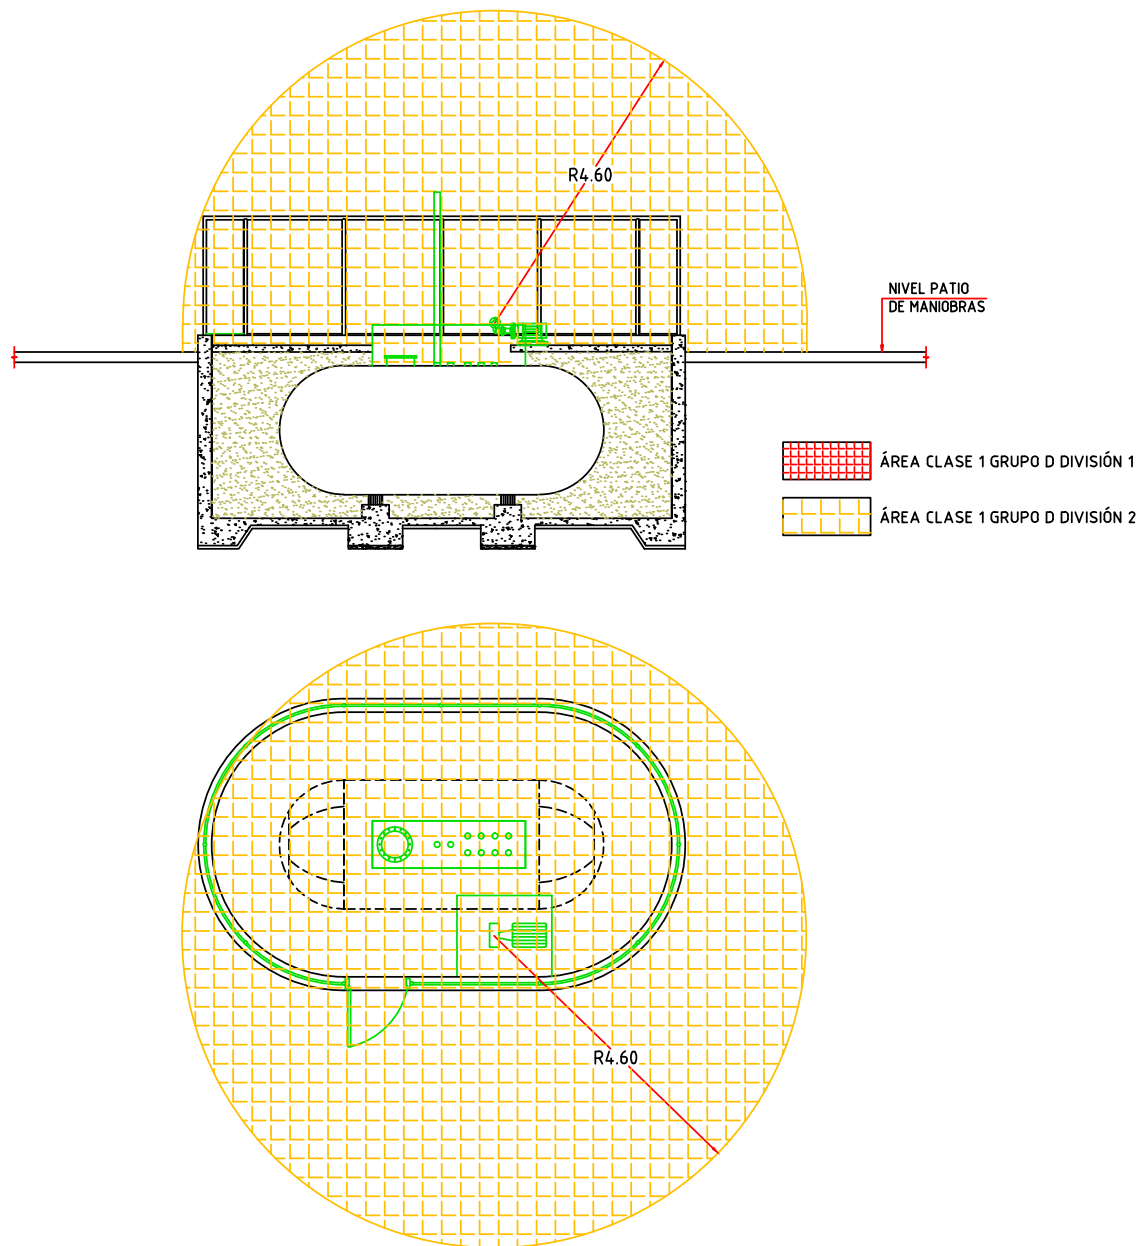 R4.60
NIVEL PATIO
DE MANIOBRAS
ÁREA CLASE 1 GRUPO D DIVISIÓN 1
ÁREA CLASE 1 GRUPO D DIVISIÓN 2
R4.60